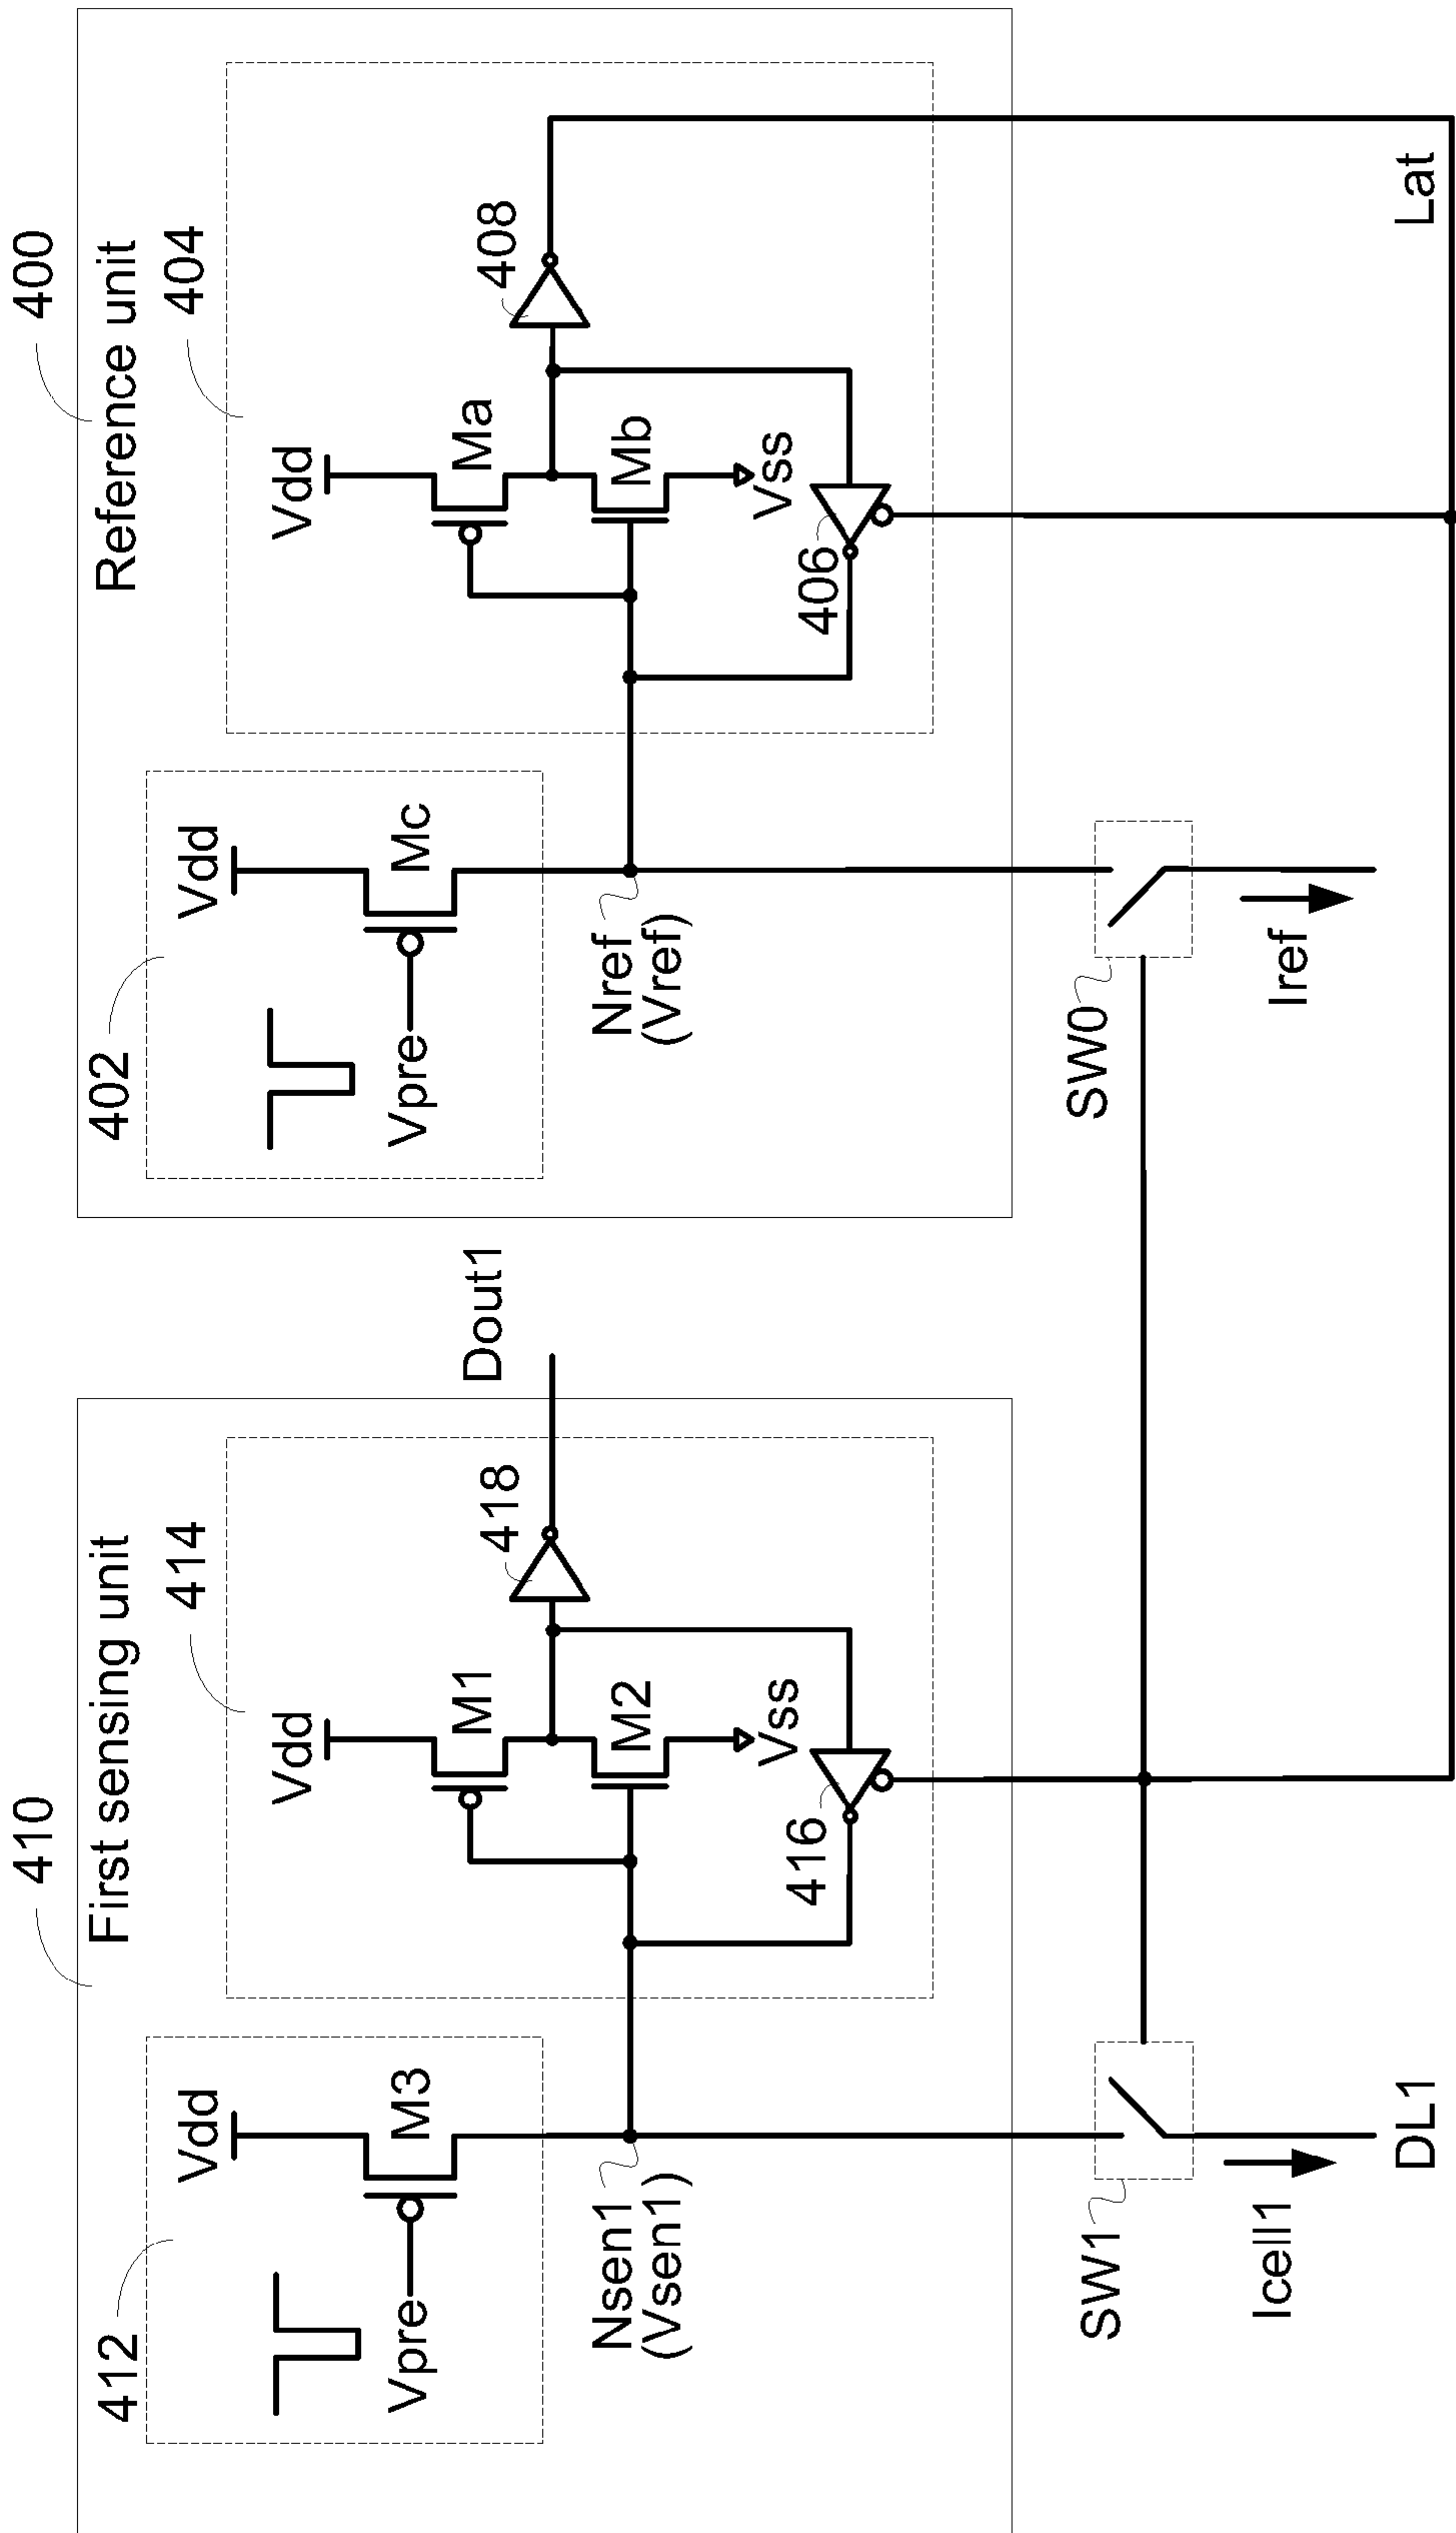 410
First sensing unit
412
Vdd
M3
Vpre
Nsen1
(Vsen1)
414
Vdd
M1
M2
Vss
418
416
Dout1
SW1
Icell1
DL1
400
Reference unit
402
Vdd
Mc
Vpre
Nref
(Vref)
404
Vdd
Ma
Mb
Vss
408
406
SW0
Iref
Lat